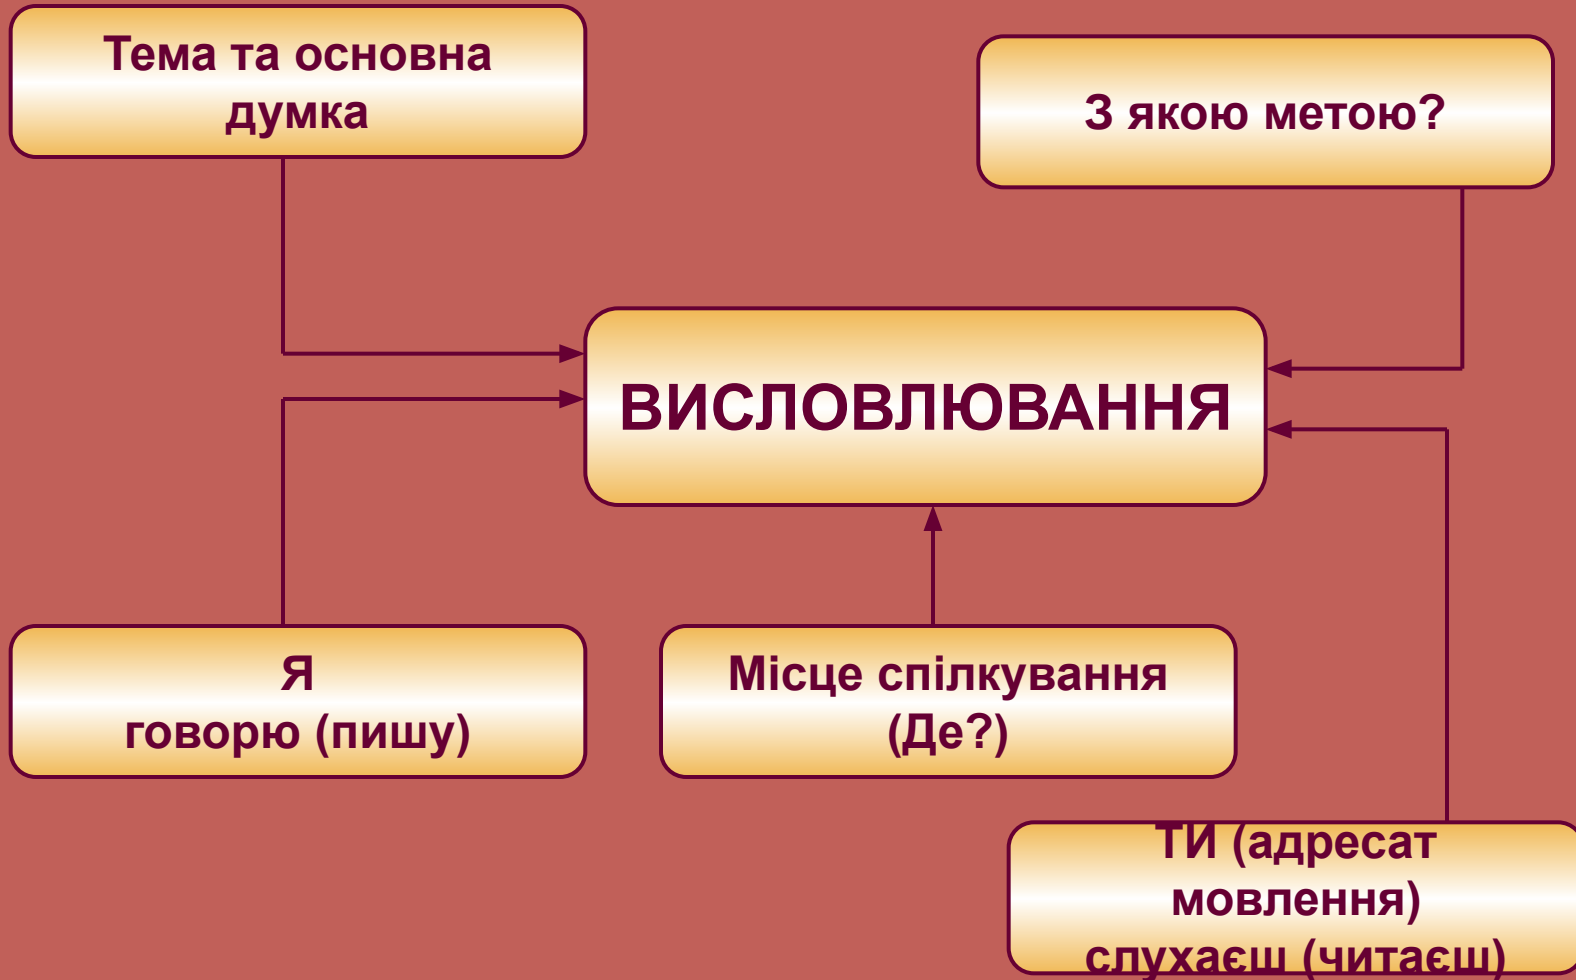 Тема та основна
думка
З якою метою?
ВИСЛОВЛЮВАННЯ
Я
говорю (пишу)
Місце спілкування
(Де?)
ТИ (адресат
мовлення)
слухаєш (читаєш)